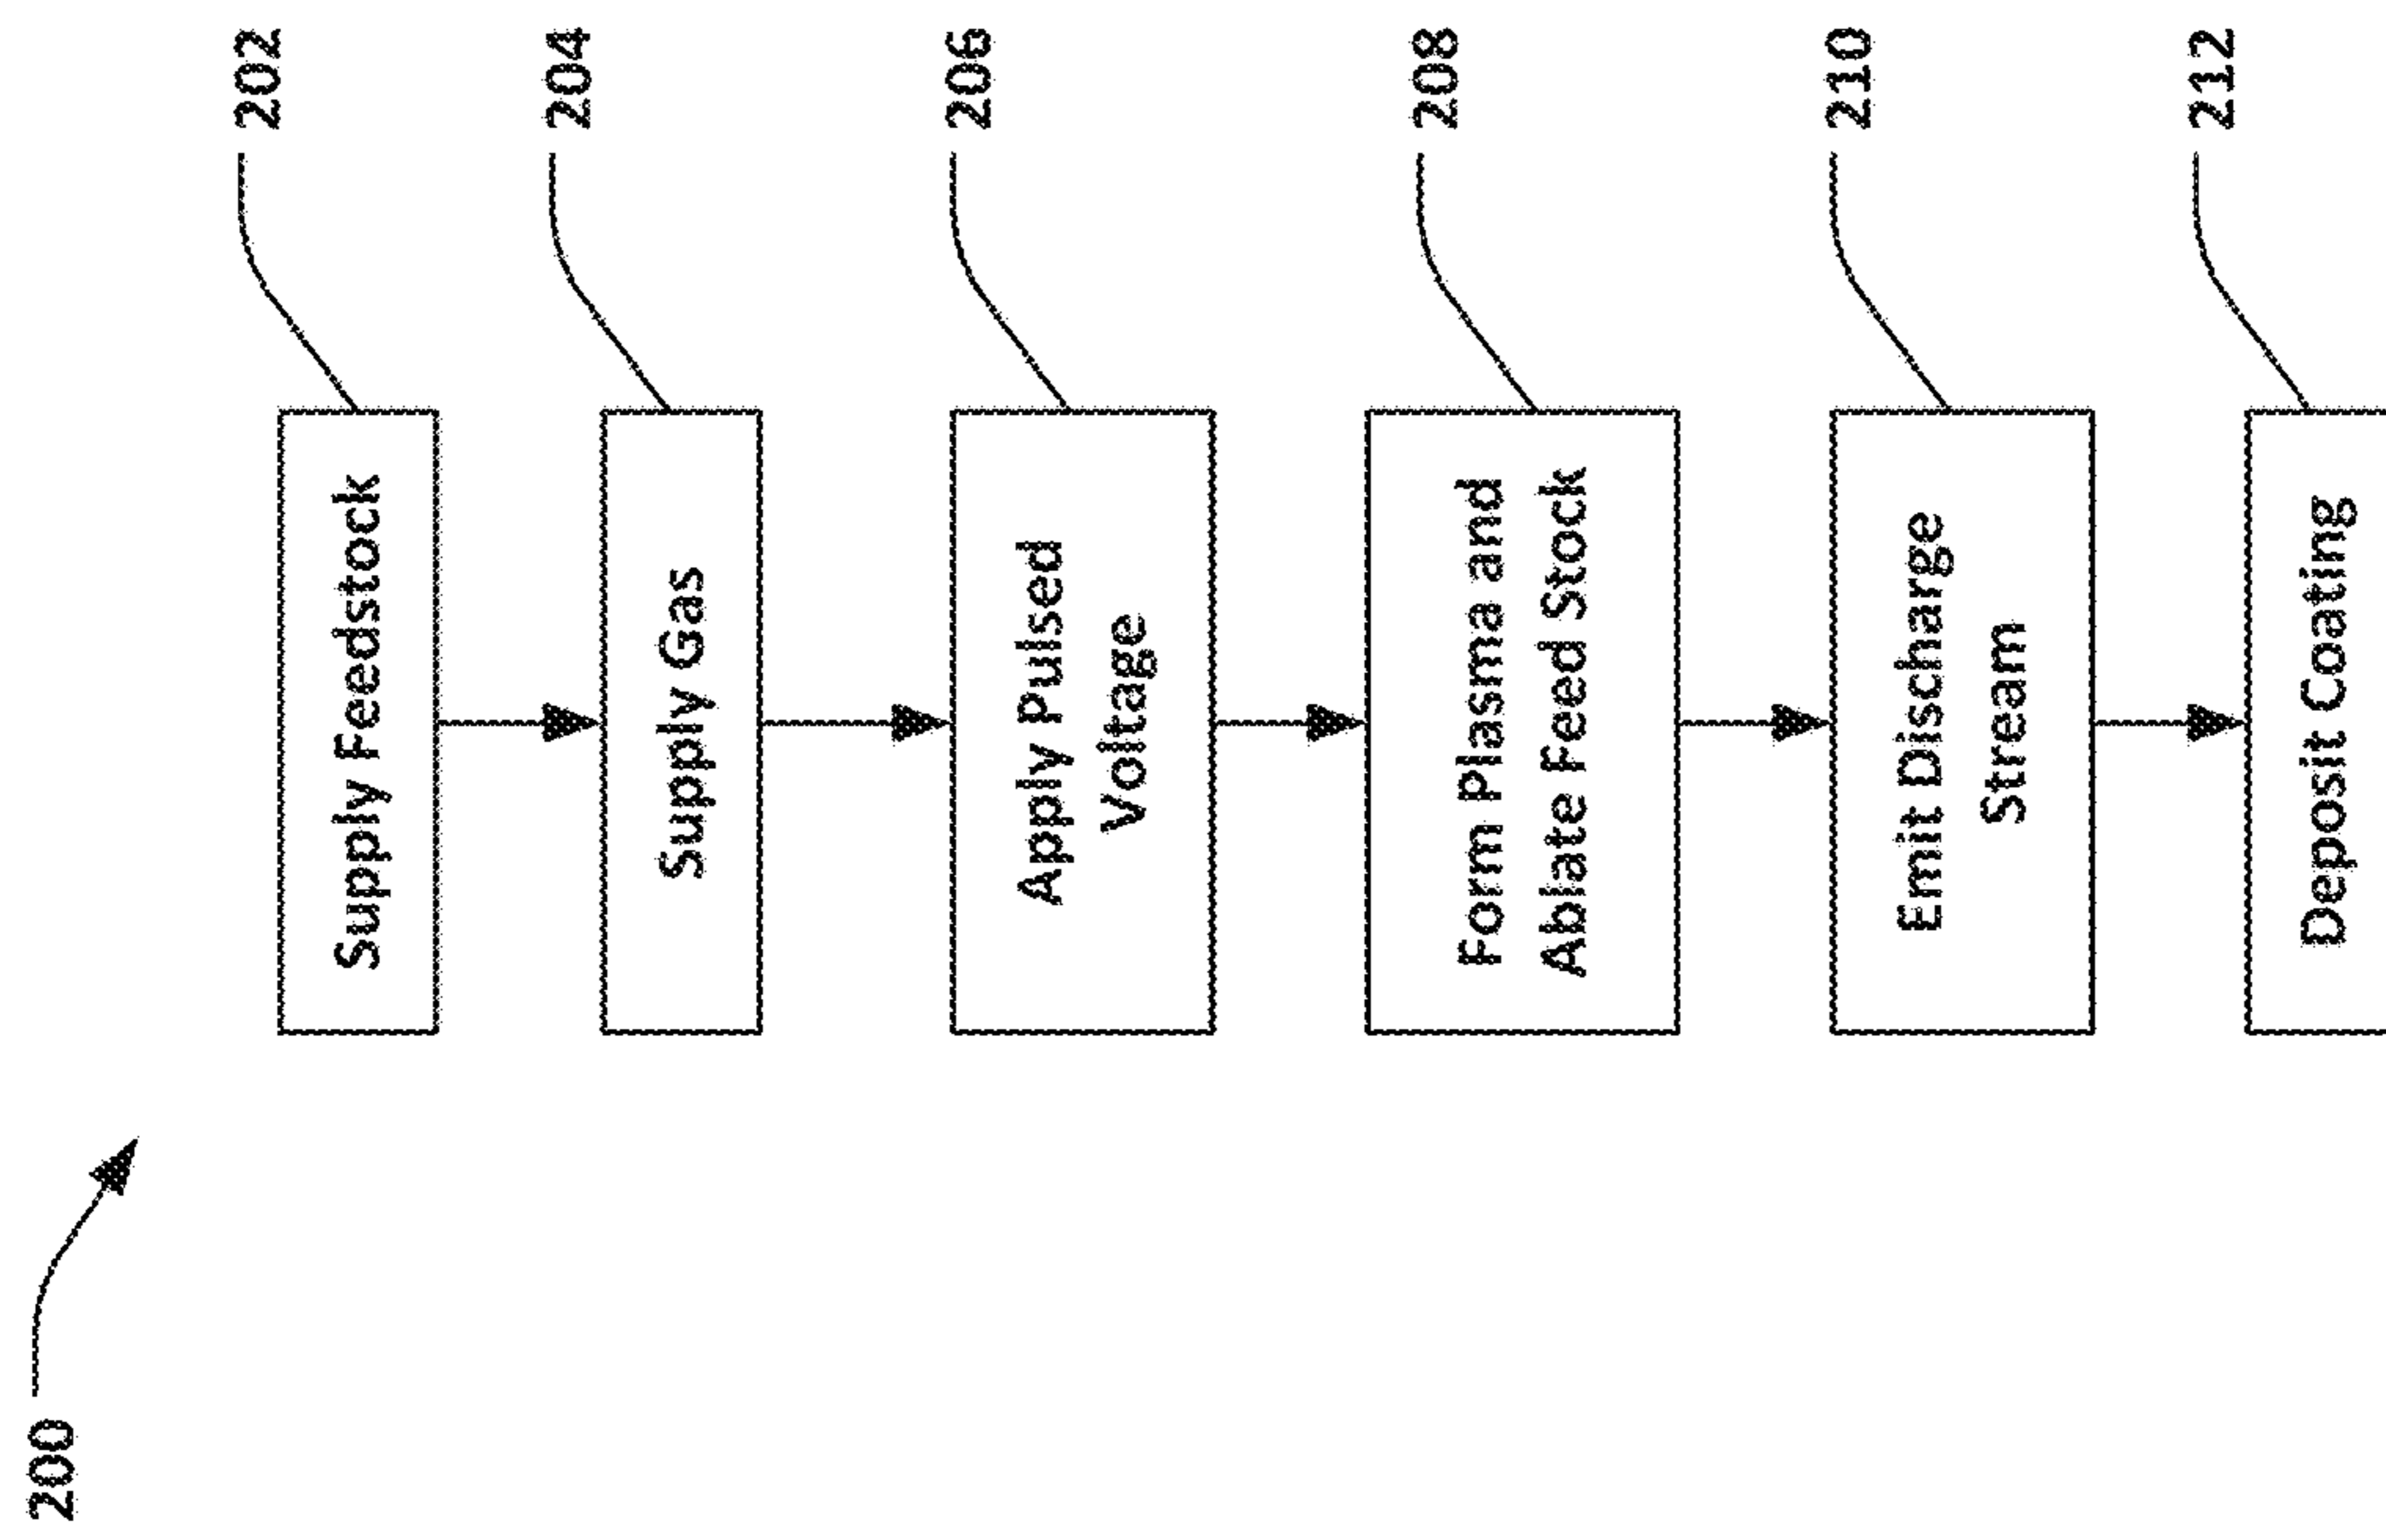 200
Supply Feedstock
202
Supply Gas
204
Apply Pulsed
Voltage
206
Form Plasma and
Ablate Feed Stock
208
Emit Discharge
Stream
210
Deposit Coating
212